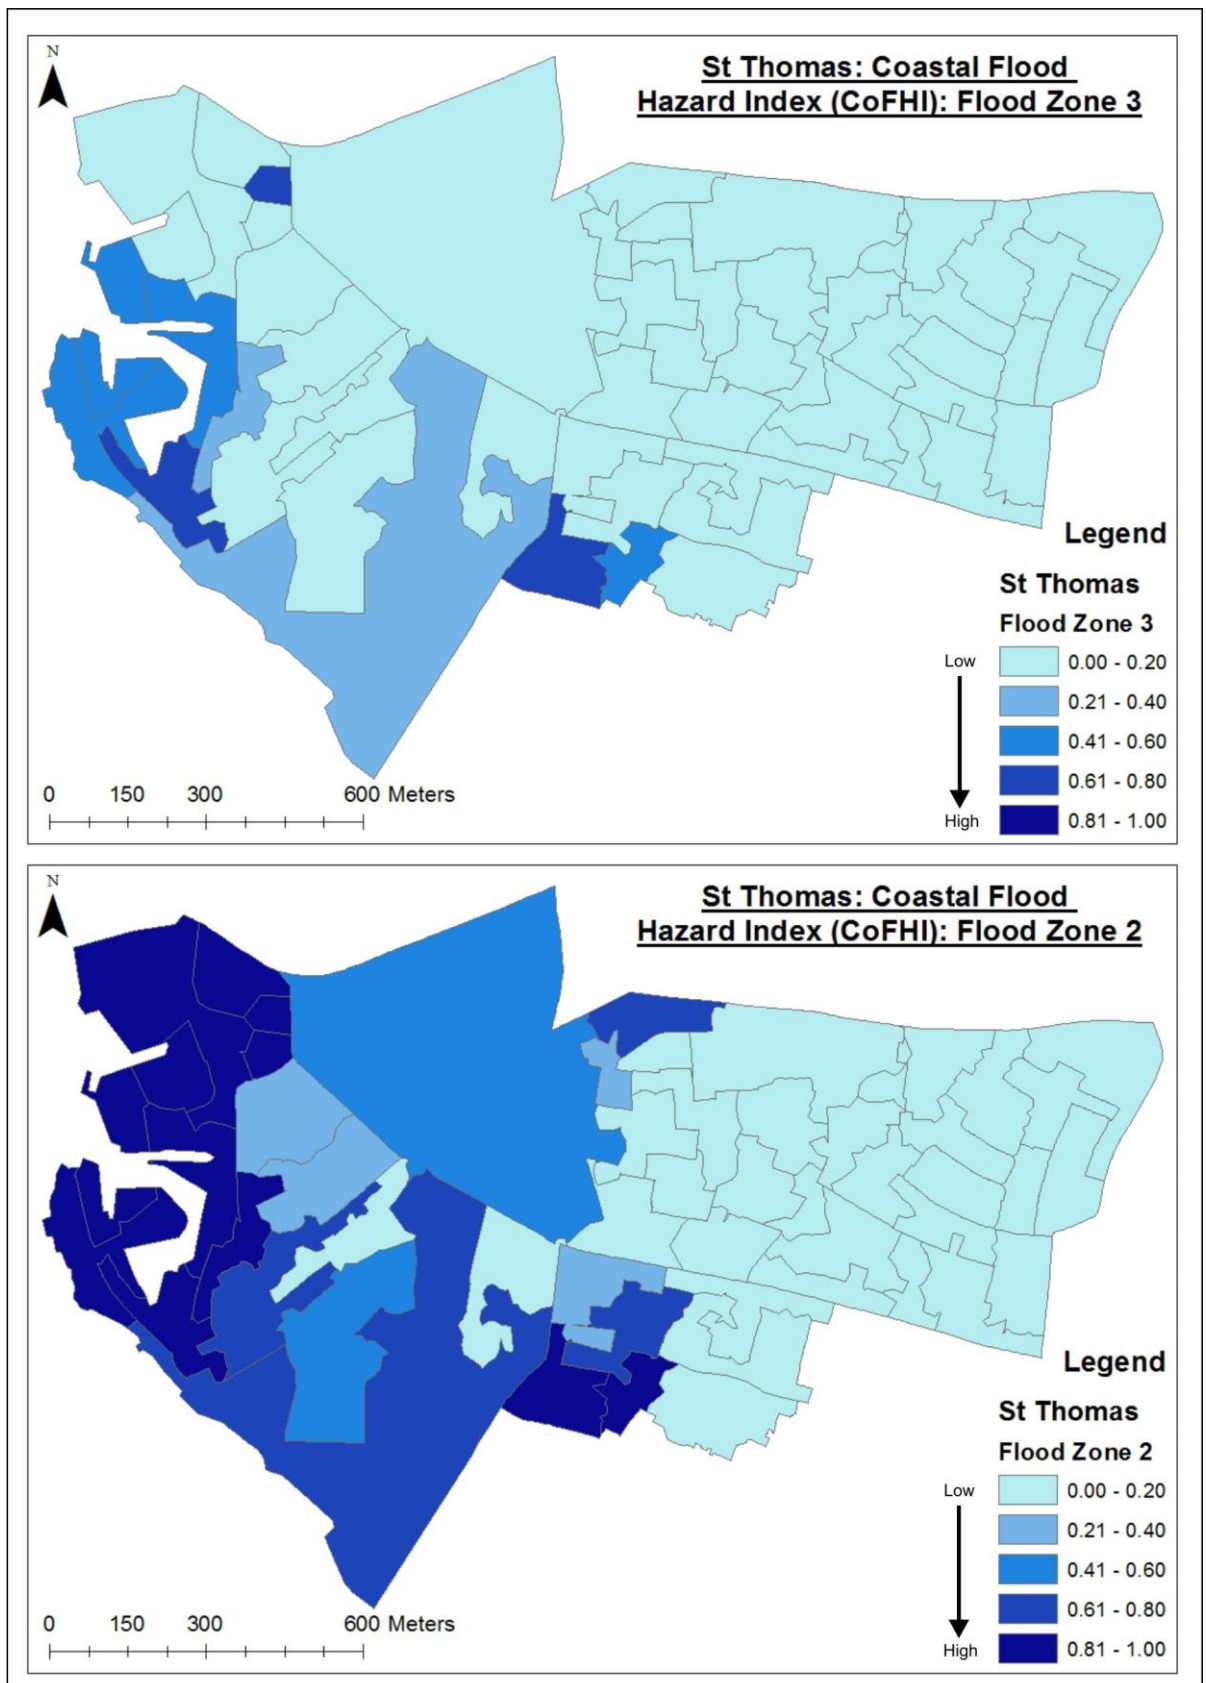 N
St Thomas: Coastal Flood
Hazard Index (CoFHI): Flood Zone 3
Legend
St Thomas
Flood Zone 3
Low
0.00 - 0.20
0.21 - 0.40
0.41 - 0.60
0.61 - 0.80
High
0.81 - 1.00
0 150 300 600 Meters
N
St Thomas: Coastal Flood
Hazard Index (CoFHI): Flood Zone 2
Legend
St Thomas
Flood Zone 2
Low
0.00 - 0.20
0.21 - 0.40
0.41 - 0.60
0.61 - 0.80
High
0.81 - 1.00
0 150 300 600 Meters